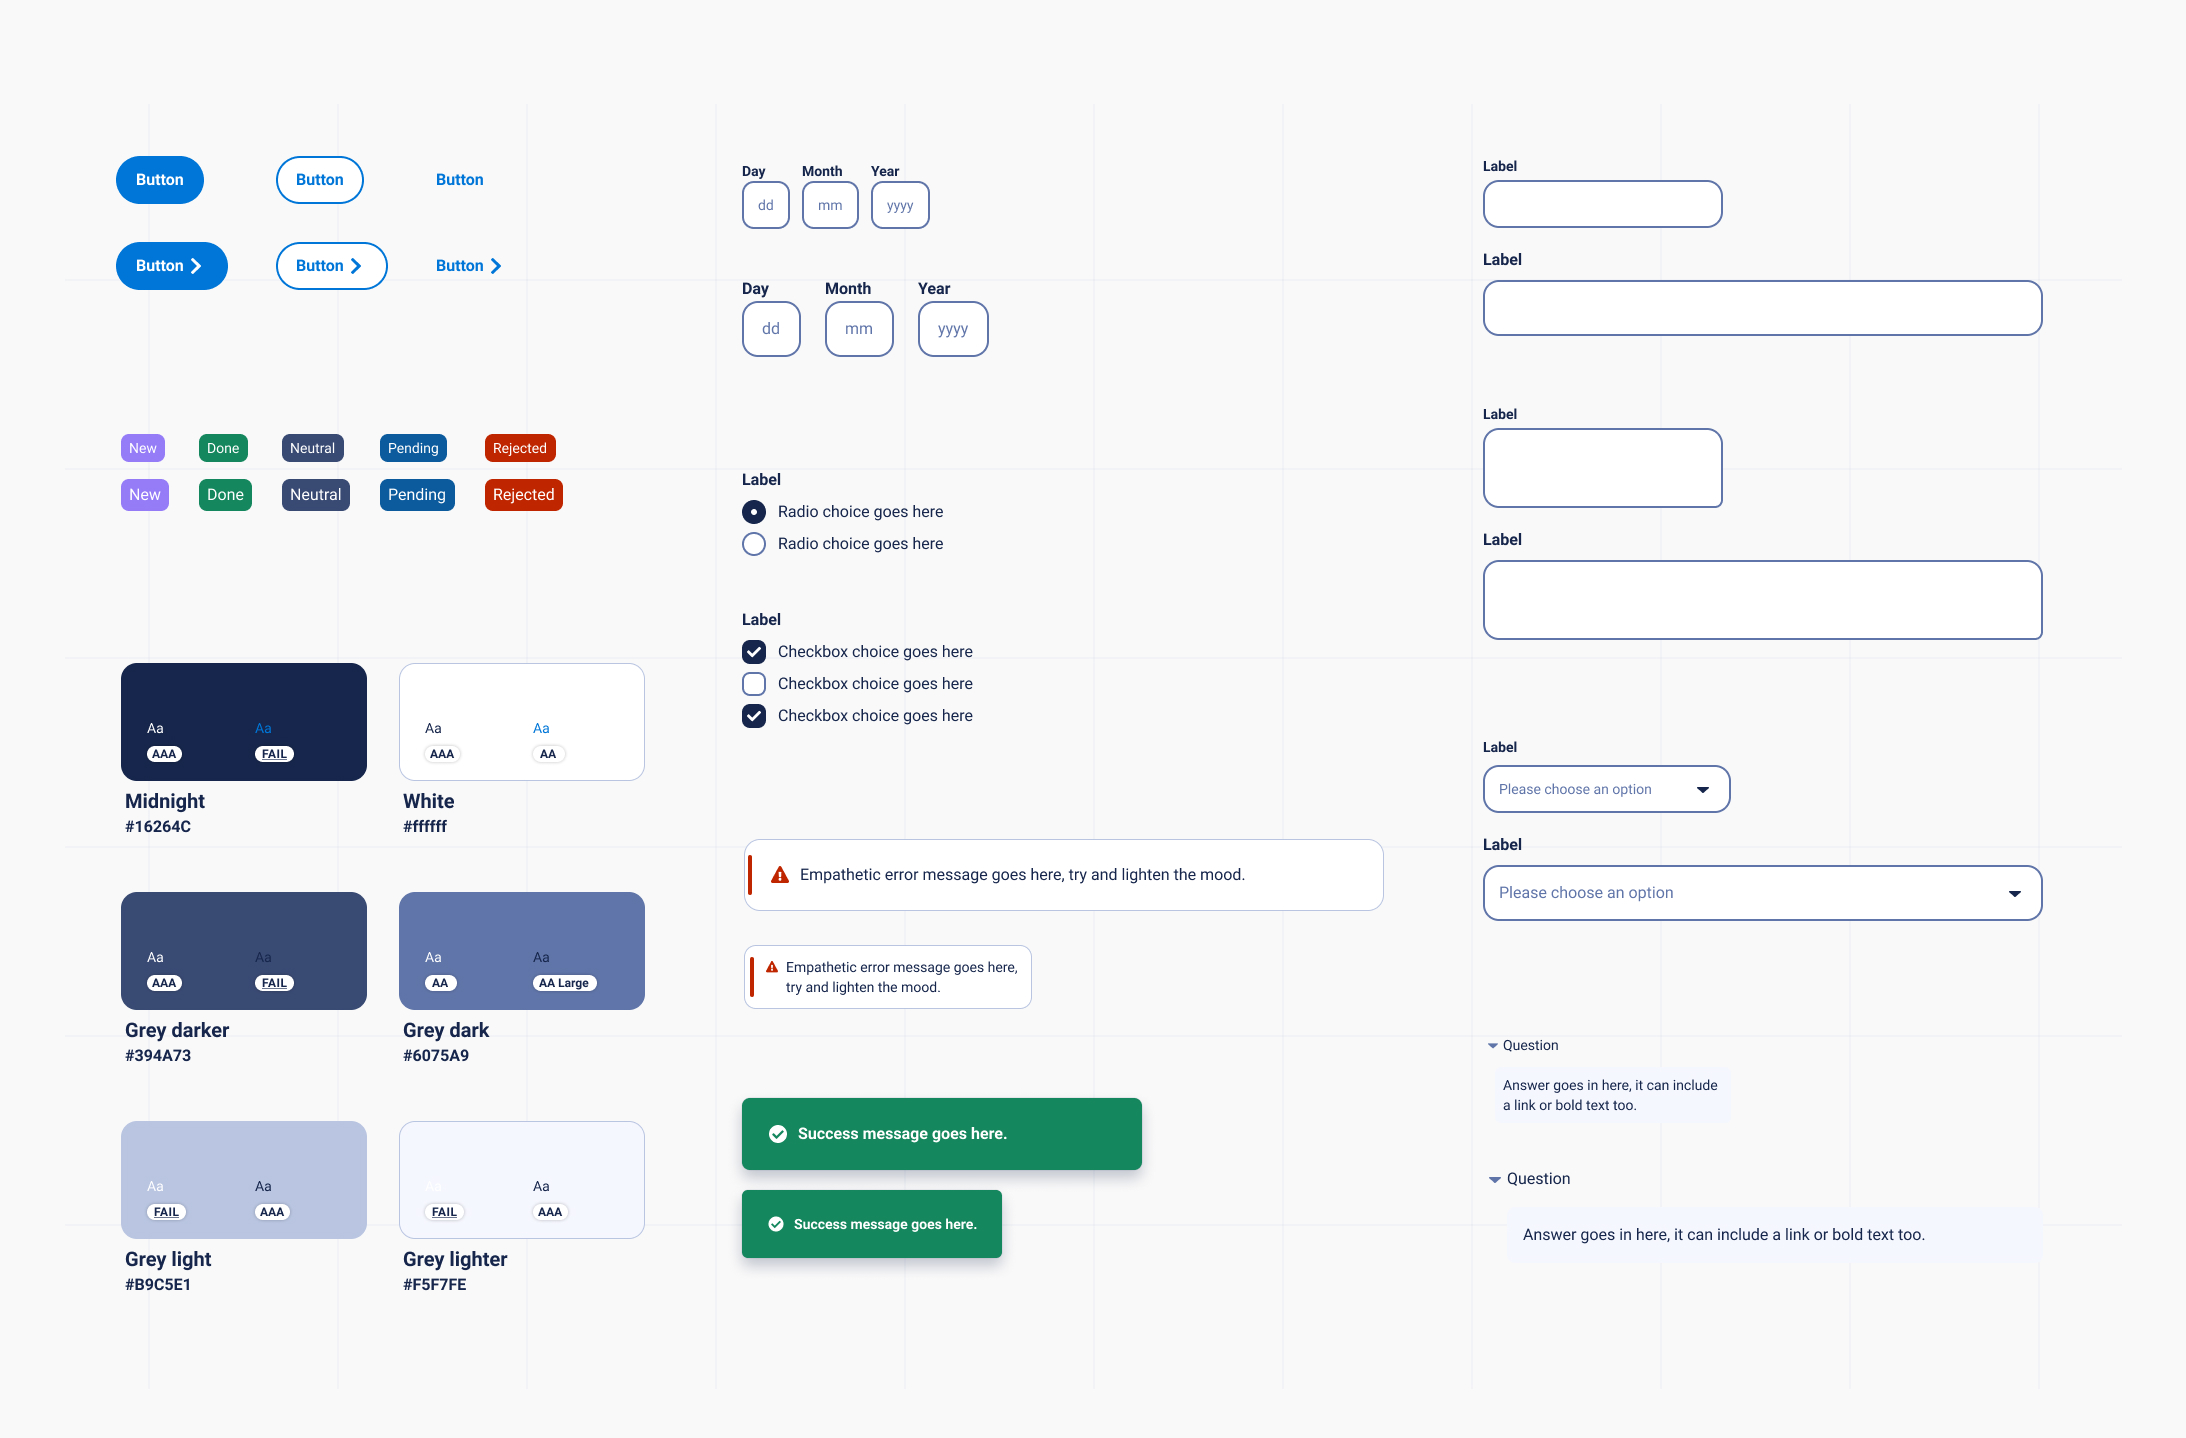 Button
Button
Button
Button
Button
Button
New
Done
Neutral
Pending
Rejected
New
Done
Neutral
Pending
Rejected
Aa
Aa
AAA
FAIL
Midnight
#16264C
Aa
Aa
AAA
AA
White
#ffffff
Aa
Aa
AAA
FAIL
Grey darker
#394A73
Aa
Aa
AA
AA Large
Grey dark
#6075A9
Aa
Aa
FAIL
AAA
Grey light
#B9C5E1
Aa
Aa
FAIL
AAA
Grey lighter
#F5F7FE
Day
Month
Year
dd
mm
yyyy
Day
Month
Year
dd
mm
yyyy
Label
Radio choice goes here
Radio choice goes here
Label
Checkbox choice goes here
Checkbox choice goes here
Checkbox choice goes here
Empathetic error message goes here, try and lighten the mood.
Empathetic error message goes here,
try and lighten the mood.
Success message goes here.
Success message goes here.
Label
Label
Label
Label
Label
Please choose an option
Label
Please choose an option
Question
Answer goes in here, it can include
a link or bold text too.
Question
Answer goes in here, it can include a link or bold text too.